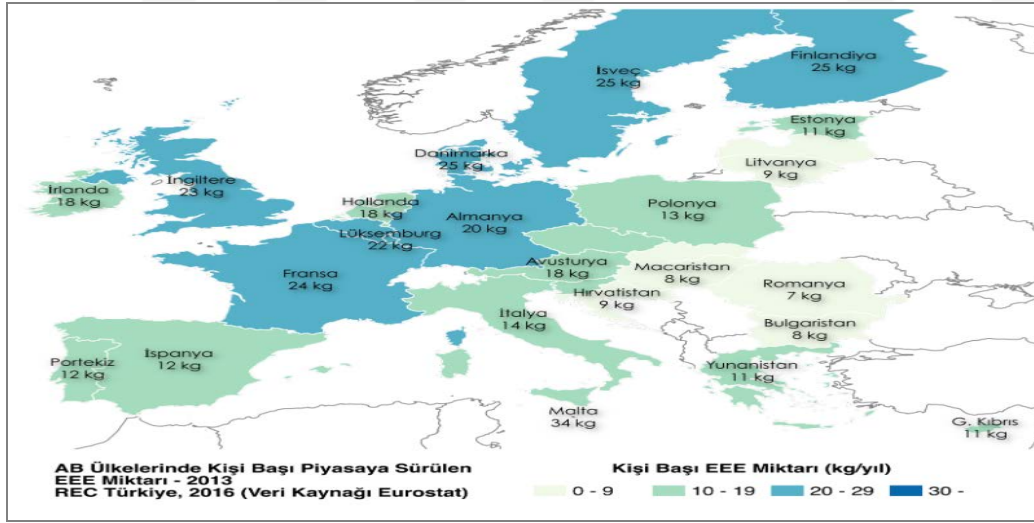 Finlandiya
25 kg
İsveç
25 kg
Estonya
11 kg
Danimarka
25 kg
Litvanya
9 kg
İrlanda
18 kg
İngiltere
23 kg
Hollanda
18 kg
Polonya
13 kg
Almanya
20 kg
Lüksemburg
22 kg
Avusturya
18 kg
Macaristan
8 kg
Fransa
24 kg
Hırvatistan
9 kg
Romanya
7 kg
İtalya
14 kg
Bulgaristan
8 kg
Portekiz
12 kg
İspanya
12 kg
Yunanistan
11 kg
Malta
34 kg
G. Kıbrıs
11 kg
AB Ülkelerinde Kişi Başı Piyasaya Sürülen
EEE Miktarı - 2013
REC Türkiye, 2016 (Veri Kaynağı Eurostat)
Kişi Başı EEE Miktarı (kg/yıl)
0 - 9 10 - 19 20 - 29 30 -